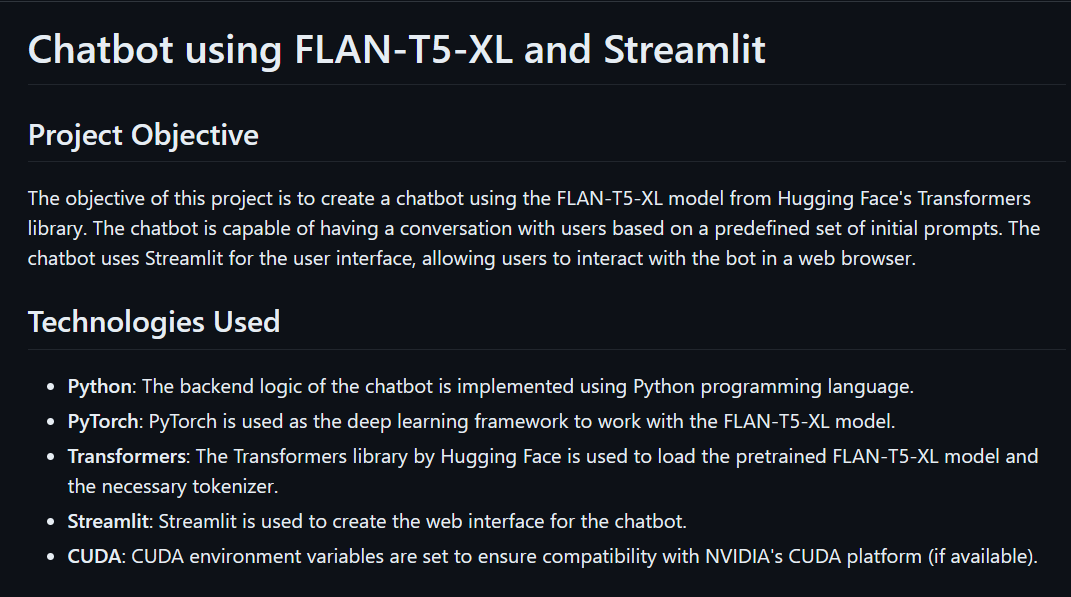 Chatbot using FLAN-T5-XL and Streamlit
Project Objective
The objective of this project is to create a chatbot using the FLAN-T5-XL model from Hugging Face's Transformers
library. The chatbot is capable of having a conversation with users based on a predefined set of initial prompts. The
chatbot uses Streamlit for the user interface, allowing users to interact with the bot in a web browser.
Technologies Used
• Python: The backend logic of the chatbot is implemented using Python programming language.
• PyTorch: PyTorch is used as the deep learning framework to work with the FLAN-T5-XL model.
• Transformers: The Transformers library by Hugging Face is used to load the pretrained FLAN-T5-XL model and
the necessary tokenizer.
• Streamlit: Streamlit is used to create the web interface for the chatbot.
• CUDA: CUDA environment variables are set to ensure compatibility with NVIDIA's CUDA platform (if available).